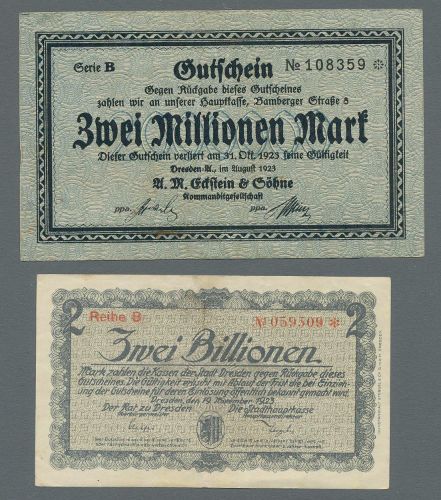 Serie B Gutschein № 108359 *
Gegen Rückgabe dieses Gutscheines
zahlen wir an unserer Hauptkasse, Bamberger Straße 8
Zwei Millionen Mark
Dieser Gutschein verliert am 31. Okt. 1923 seine Gültigkeit
Dresden-A., im August 1923
A. M. Eckstein & Söhne
Kommanditgesellschaft
ppa. ppa.
2 2
Reihe B № 059509 *
Zwei Billionen
Mark zahlen die Kassen der Stadt Dresden gegen Rückgabe dieses
Gutscheines. Die Gültigkeit erlischt mit Ablauf der Frist, die bei Einzie-
hung der Gutscheine für deren Einlösung öffentlich bekannt gemacht wird.
Dresden, den 19. November 1923
Der Rat zu Dresden Die Stadthauptkasse